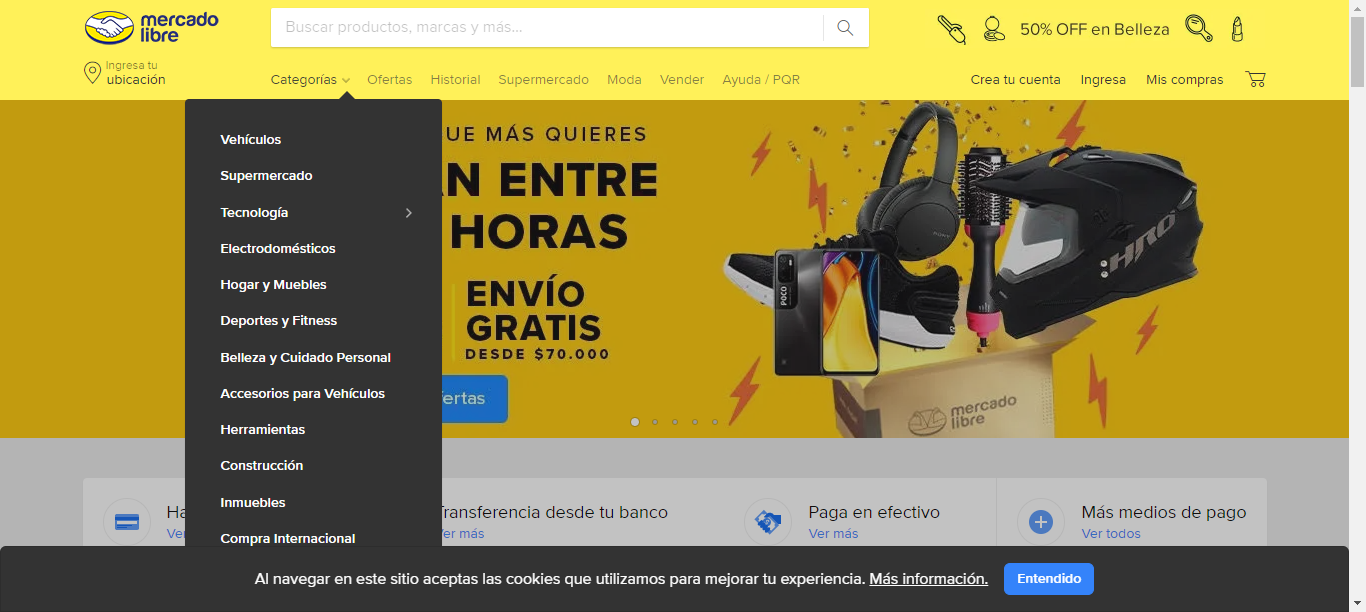 mercado
libre
Buscar productos, marcas y más...
50% OFF en Belleza
Ingresa tu
ubicación
Categorías
Ofertas
Historial
Supermercado
Moda
Vender
Ayuda / PQR
Crea tu cuenta
Ingresa
Mis compras
Vehículos
Supermercado
Tecnología
Electrodomésticos
Hogar y Muebles
Deportes y Fitness
Belleza y Cuidado Personal
Accesorios para Vehículos
Herramientas
Construcción
Inmuebles
Compra Internacional
UE MÁS QUIERES
N ENTRE
HORAS
ENVÍO
GRATIS
DESDE $70.000
ertas
SONY
POCO
HRO
mercado
libre
Ha
Ver
Transferencia desde tu banco
Ver más
Paga en efectivo
Ver más
Más medios de pago
Ver todos
Al navegar en este sitio aceptas las cookies que utilizamos para mejorar tu experiencia. Más información.
Entendido